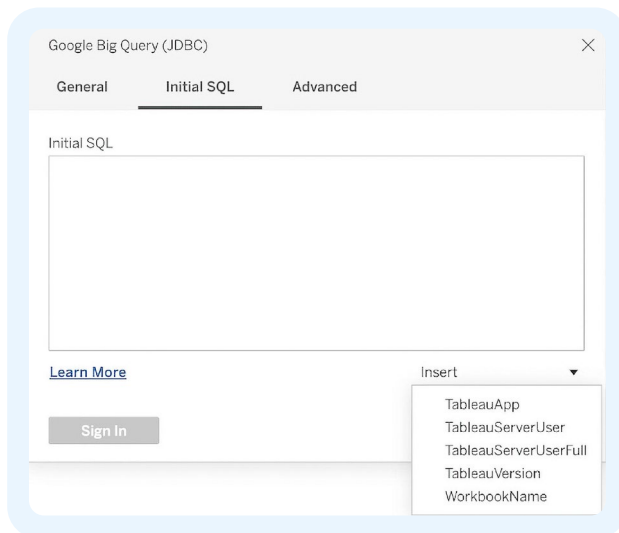 Google Big Query (JDBC)
General Initial SQL Advanced
Initial SQL
Learn More Insert
TableauApp
Sign In TableauServerUser
TableauServerUserFull
TableauVersion
WorkbookName